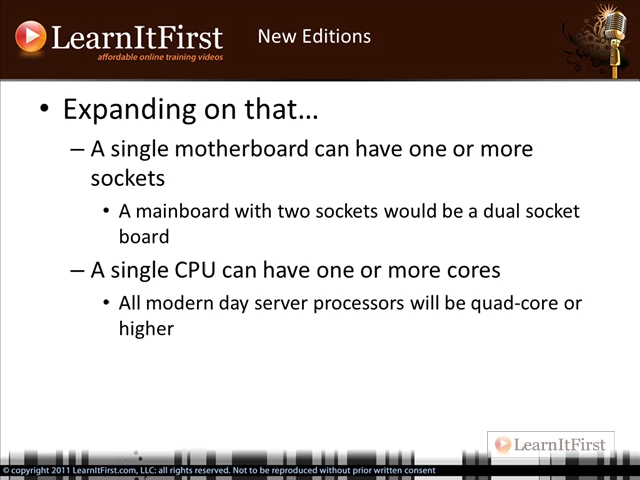 LearnItFirst
affordable online training videos
New Editions
• Expanding on that…
– A single motherboard can have one or more
sockets
• A mainboard with two sockets would be a dual socket
board
– A single CPU can have one or more cores
• All modern day server processors will be quad-core or
higher
LearnItFirst
© copyright 2011 LearnItFirst.com, LLC: all rights reserved. Not to be reproduced without prior written consent